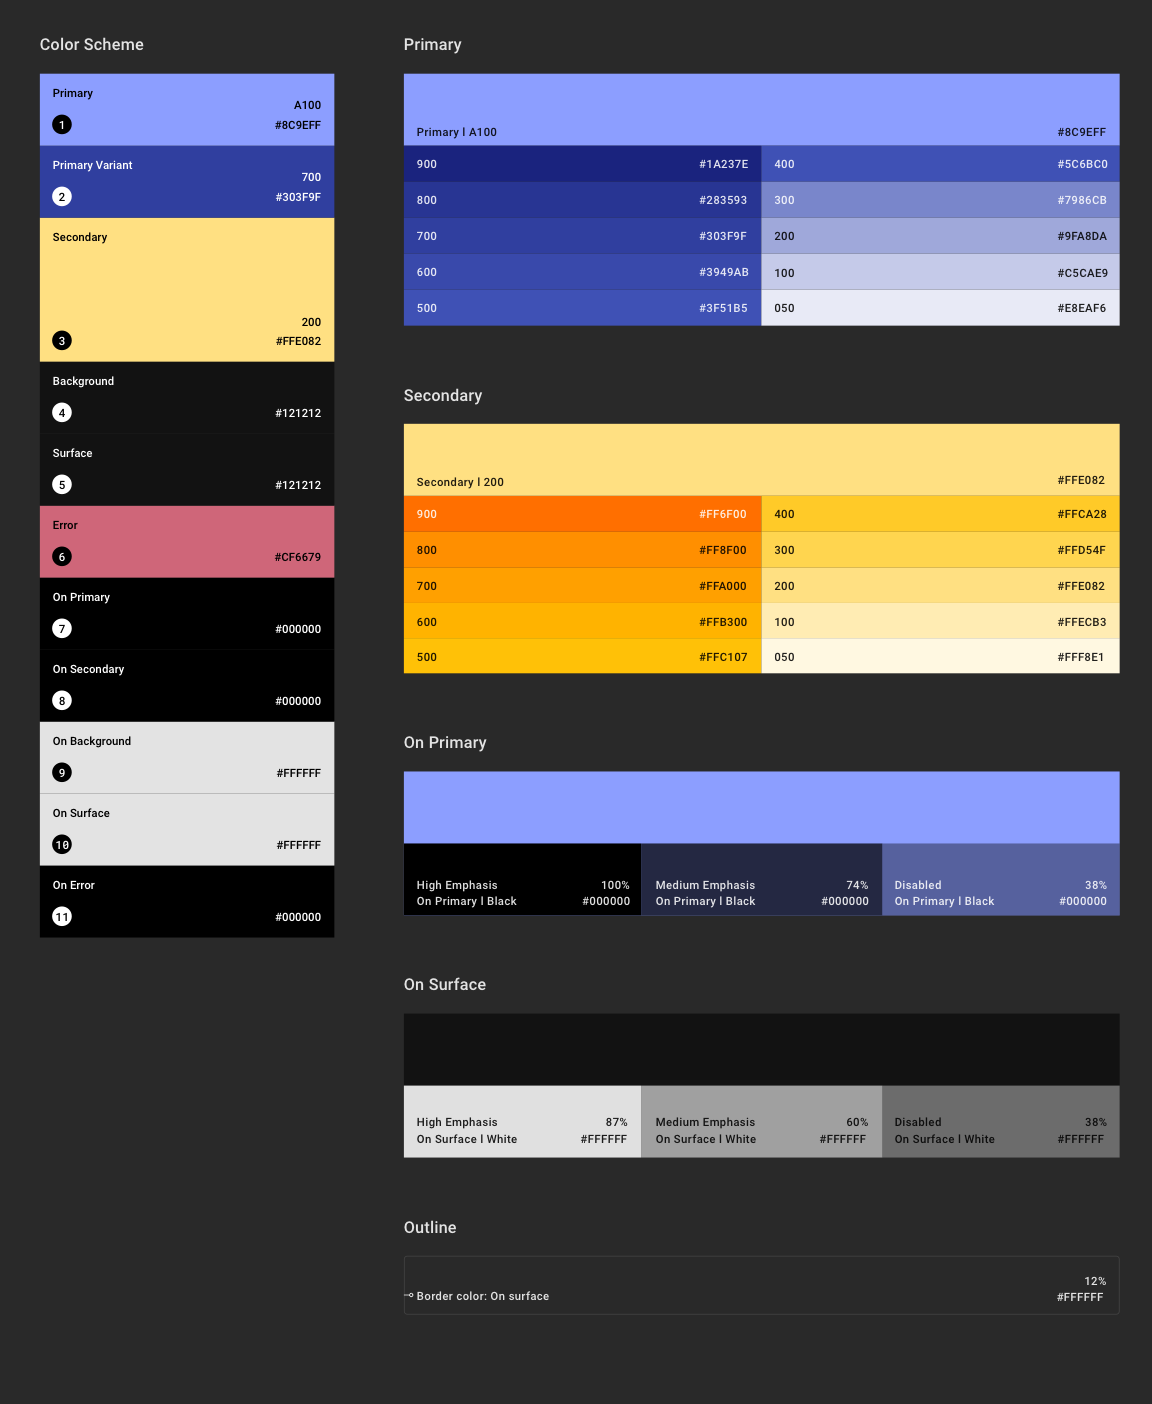 Color Scheme
Primary
A100
1
#8C9EFF
Primary Variant
700
2
#303F9F
Secondary
200
3
#FFE082
Background
4
#121212
Surface
5
#121212
Error
6
#CF6679
On Primary
7
#000000
On Secondary
8
#000000
On Background
9
#FFFFFF
On Surface
10
#FFFFFF
On Error
11
#000000
Primary
Primary | A100 #8C9EFF
900 #1A237E 400 #5C6BC0
800 #283593 300 #7986CB
700 #303F9F 200 #9FA8DA
600 #3949AB 100 #C5CAE9
500 #3F51B5 050 #E8EAF6
Secondary
Secondary | 200 #FFE082
900 #FF6F00 400 #FFCA28
800 #FF8F00 300 #FFD54F
700 #FFA000 200 #FFE082
600 #FFB300 100 #FFECB3
500 #FFC107 050 #FFF8E1
On Primary
High Emphasis 100%
On Primary | Black #000000
Medium Emphasis 74%
On Primary | Black #000000
Disabled 38%
On Primary | Black #000000
On Surface
High Emphasis 87%
On Surface | White #FFFFFF
Medium Emphasis 60%
On Surface | White #FFFFFF
Disabled 38%
On Surface | White #FFFFFF
Outline
12%
Border color: On surface #FFFFFF